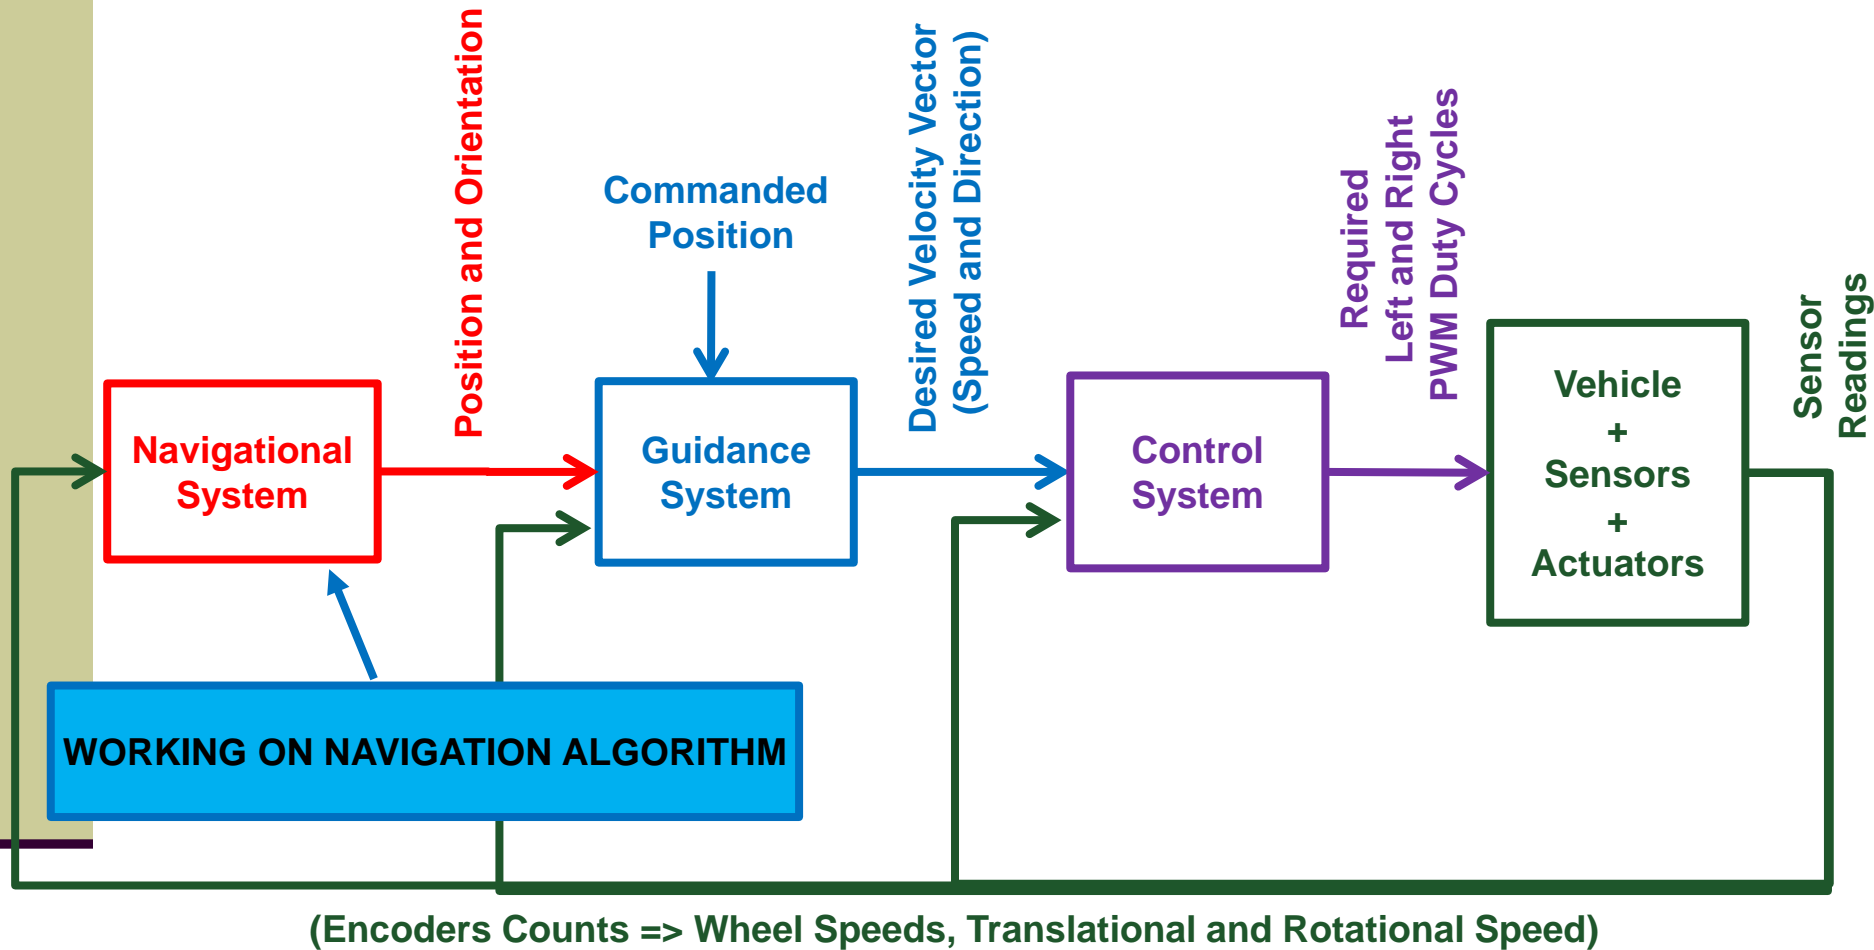 Position and Orientation
Commanded
Position
Desired Velocity Vector
(Speed and Direction)
Required
Left and Right
PWM Duty Cycles
Sensor
Readings
Navigational
System
Guidance
System
Control
System
Vehicle
+
Sensors
+
Actuators
WORKING ON NAVIGATION ALGORITHM
(Encoders Counts => Wheel Speeds, Translational and Rotational Speed)